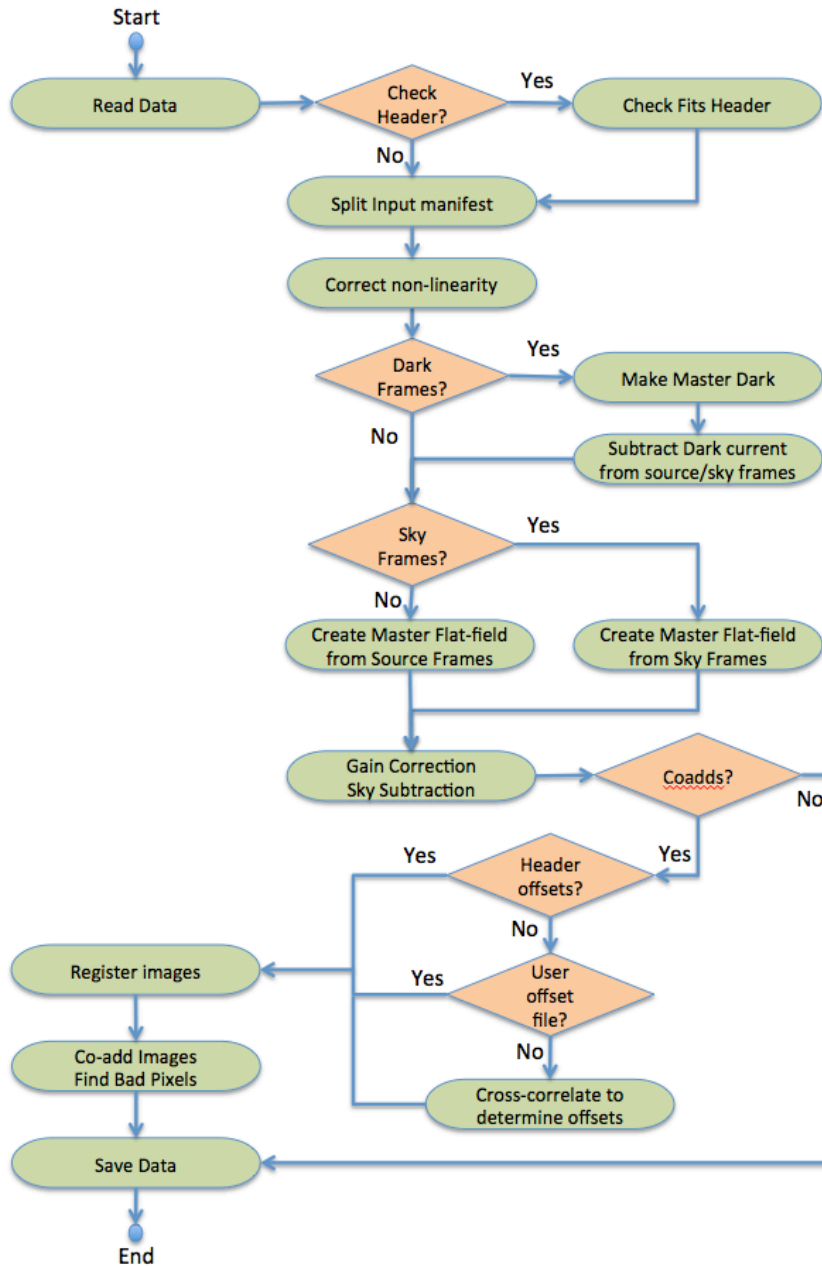 Start
Read Data
Check
Header?
Yes
Check Fits Header
No
Split Input manifest
Correct non-linearity
Dark
Frames?
Yes
Make Master Dark
No
Subtract Dark current
from source/sky frames
Sky
Frames?
Yes
No
Create Master Flat-field
from Source Frames
Create Master Flat-field
from Sky Frames
Gain Correction
Sky Subtraction
Coadds?
No
Yes
Header
offsets?
Yes
No
Register images
Yes
User
offset
file?
No
Co-add Images
Find Bad Pixels
Cross-correlate to
determine offsets
Save Data
End